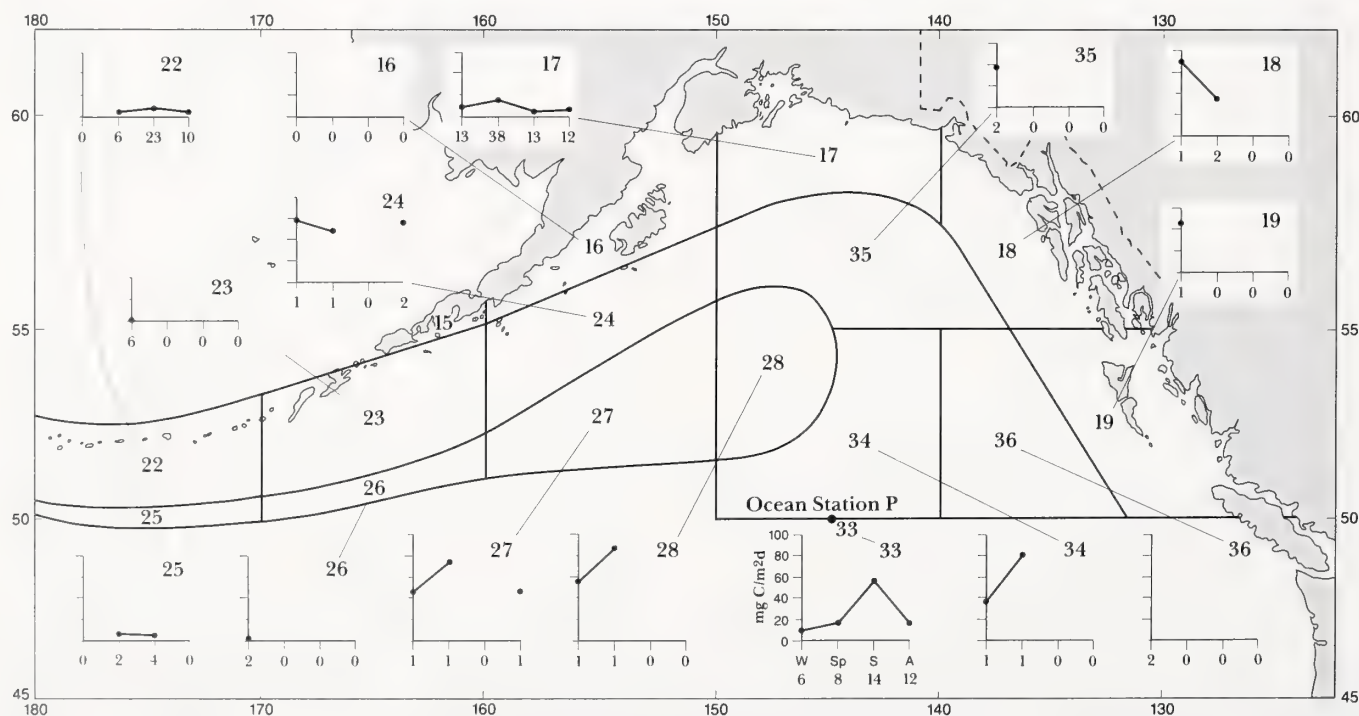 180 170 160 150 140 130
22 16 17 35 18
0 6 23 10
0 0 0 0
13 38 13 12
2 0 0 0
1 2 0 0
60 60
17
24 19
1 1 0 2
1 0 0 0
16 35 18
23
6 0 0 0
55 15 24 55
28
23 27 19
34 36
22
26
25 Ocean Station P
50 50
33
25 26 27 28 33 34 36
mg C/m2d
100
80
60
40
20
0
W Sp S A
0 2 4 0
2 0 0 0
1 1 0 1
1 1 0 0
6 8 14 12
1 1 0 0
2 0 0 0
45 45
180 170 160 150 140 130